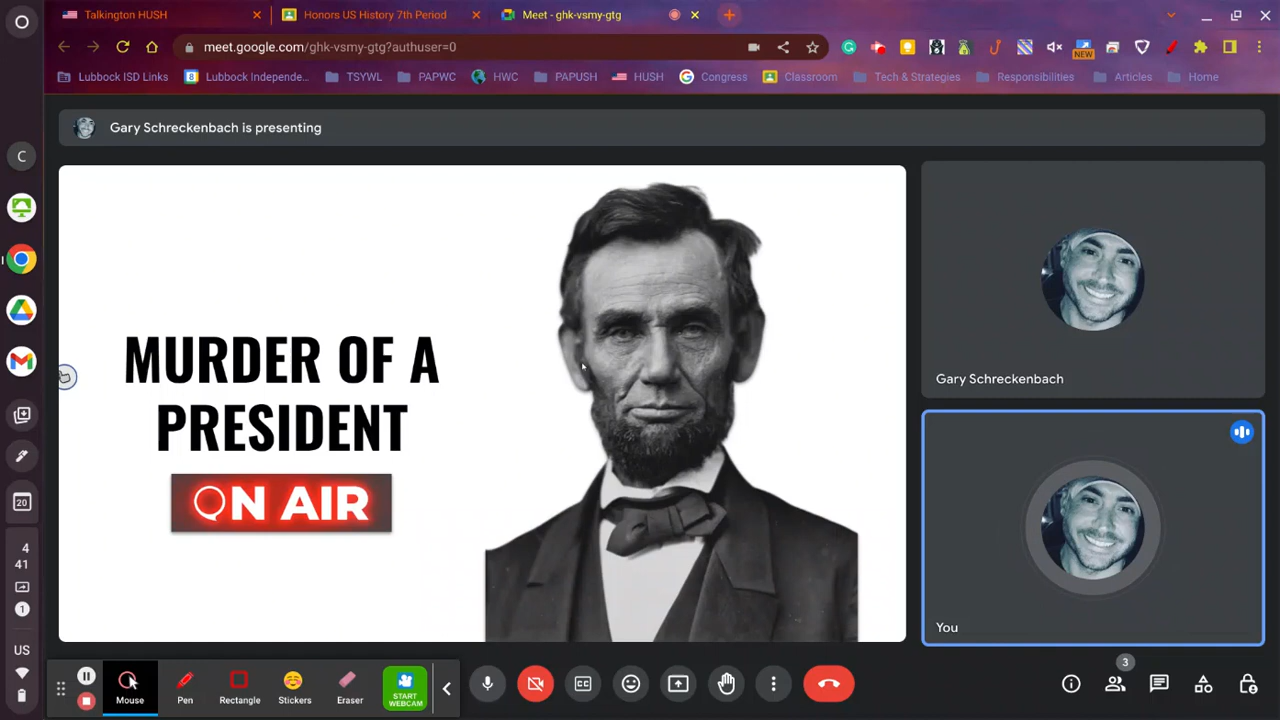 Talkington HUSH
Honors US History 7th Period
Meet - ghk-vsmy-gtg
meet.google.com/ghk-vsmy-gtg?authuser=0
NEW
Lubbock ISD Links
8 Lubbock Independe...
TSYWL
PAPWC
HWC
PAPUSH
HUSH
Congress
Classroom
Tech & Strategies
Responsibilities
Articles
Home
Gary Schreckenbach is presenting
C
MURDER OF A
PRESIDENT
ON AIR
Gary Schreckenbach
You
20
4
41
1
US
Mouse
Pen
Rectangle
Stickers
Eraser
START
WEBCAM
3